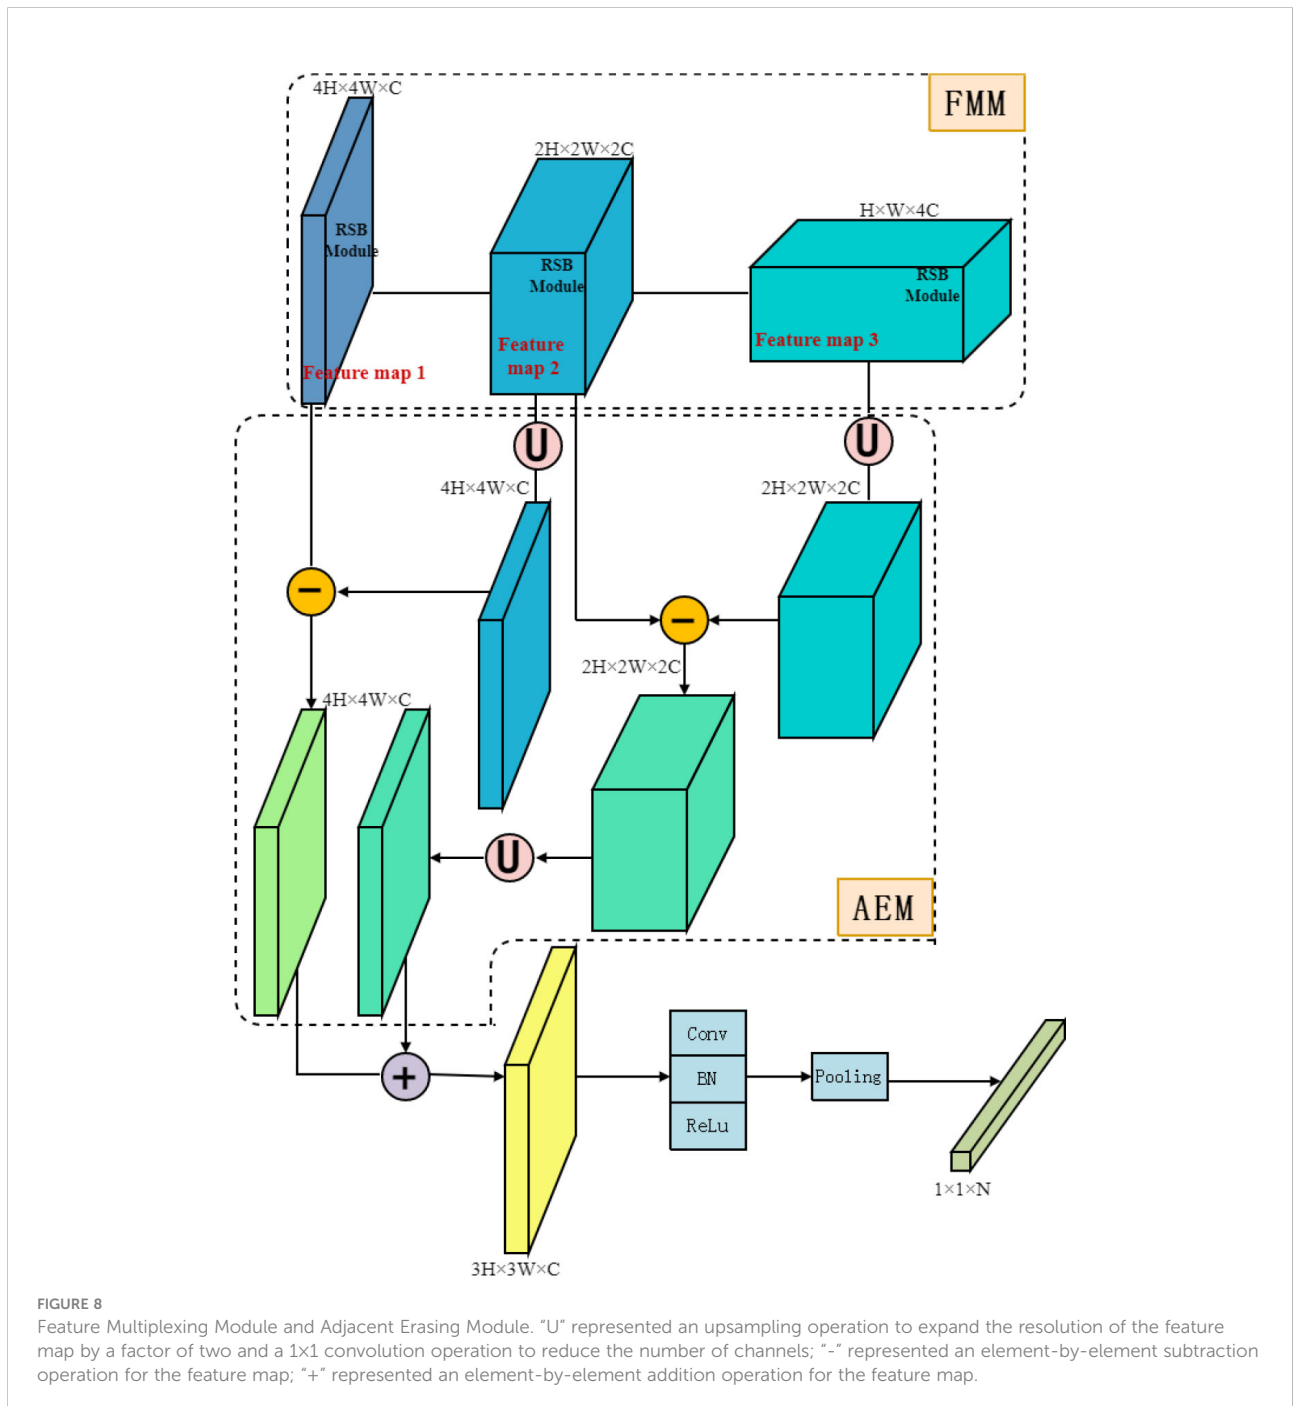 4H×4W×C
FMM
2H×2W×2C
H×W×4C
RSB
Module
RSB
Module
RSB
Module
Feature map 1
Feature
map 2
Feature map 3
U
U
4H×4W×C
2H×2W×2C
−
−
2H×2W×2C
4H×4W×C
U
AEM
+
Conv
BN
ReLu
Pooling
1×1×N
3H×3W×C
FIGURE 8
Feature Multiplexing Module and Adjacent Erasing Module. “U” represented an upsampling operation to expand the resolution of the feature
map by a factor of two and a 1×1 convolution operation to reduce the number of channels; “-” represented an element-by-element subtraction
operation for the feature map; “+” represented an element-by-element addition operation for the feature map.